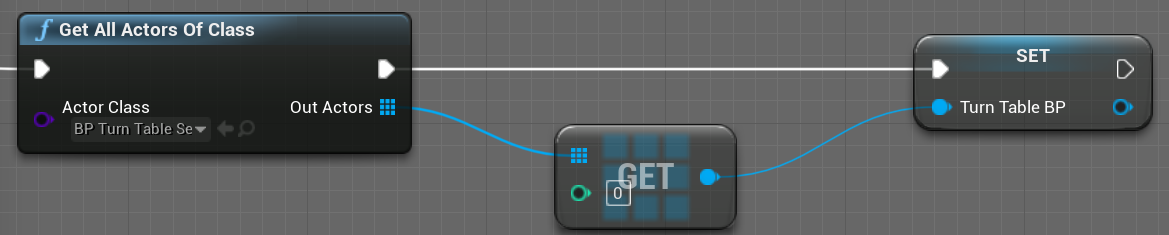 f Get All Actors Of Class
Actor Class
BP Turn Table Se
Out Actors
GET
0
SET
Turn Table BP